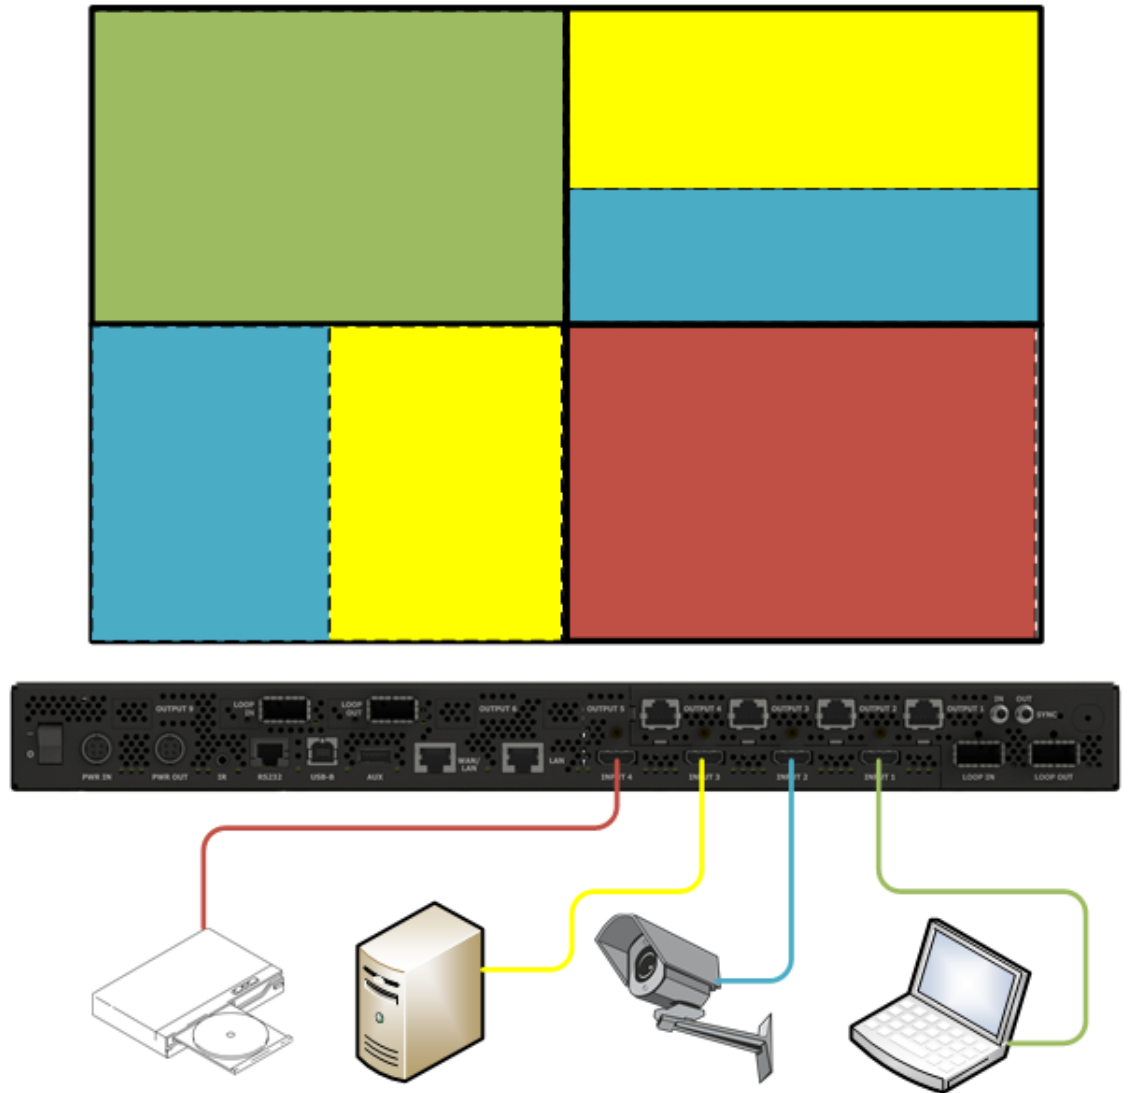 OUTPUT 9
LOOP IN
LOOP OUT
OUTPUT 6
OUTPUT 5
OUTPUT 4
OUTPUT 3
OUTPUT 2
OUTPUT 1
IN
OUT
SYNC
PWR IN
PWR OUT
IR
RS232
USB-B
AUX
WAN/
LAN
LAN
INPUT 4
INPUT 3
INPUT 2
INPUT 1
LOOP IN
LOOP OUT